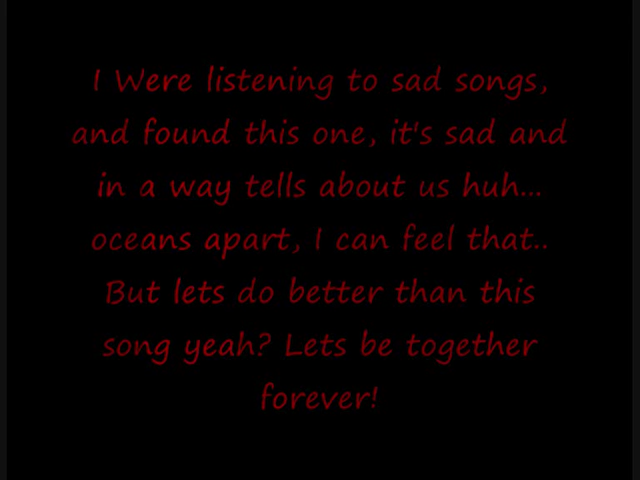 I Were listening to sad songs,
and found this one, it's sad and
in a way tells about us huh...
oceans apart, I can feel that..
But lets do better than this
song yeah? Lets be together
forever!